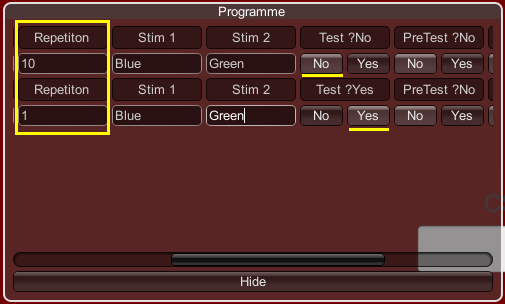 Programme
Repetiton Stim 1 Stim 2 Test ?No PreTest ?No
10 Blue Green No Yes No Yes
Repetiton Stim 1 Stim 2 Test ?Yes PreTest ?No
1 Blue Green No Yes No Yes
Hide